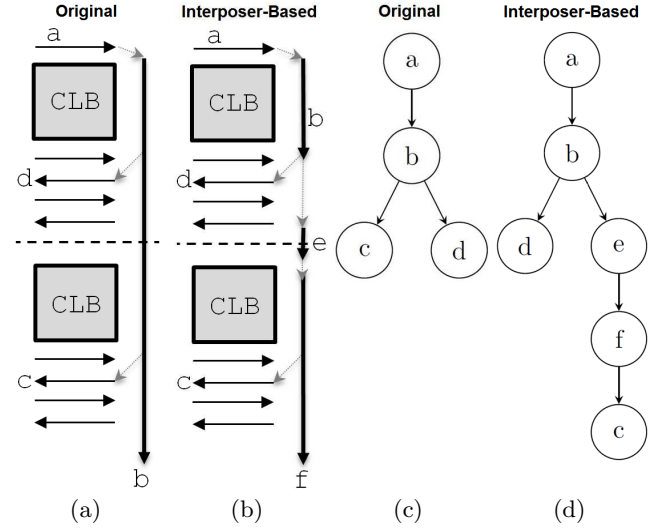 Original Interposer-Based Original Interposer-Based
a a a a
CLB CLB
b
b b
d d
c d d e
e
CLB CLB
f
c c
c
b f
(a) (b) (c) (d)